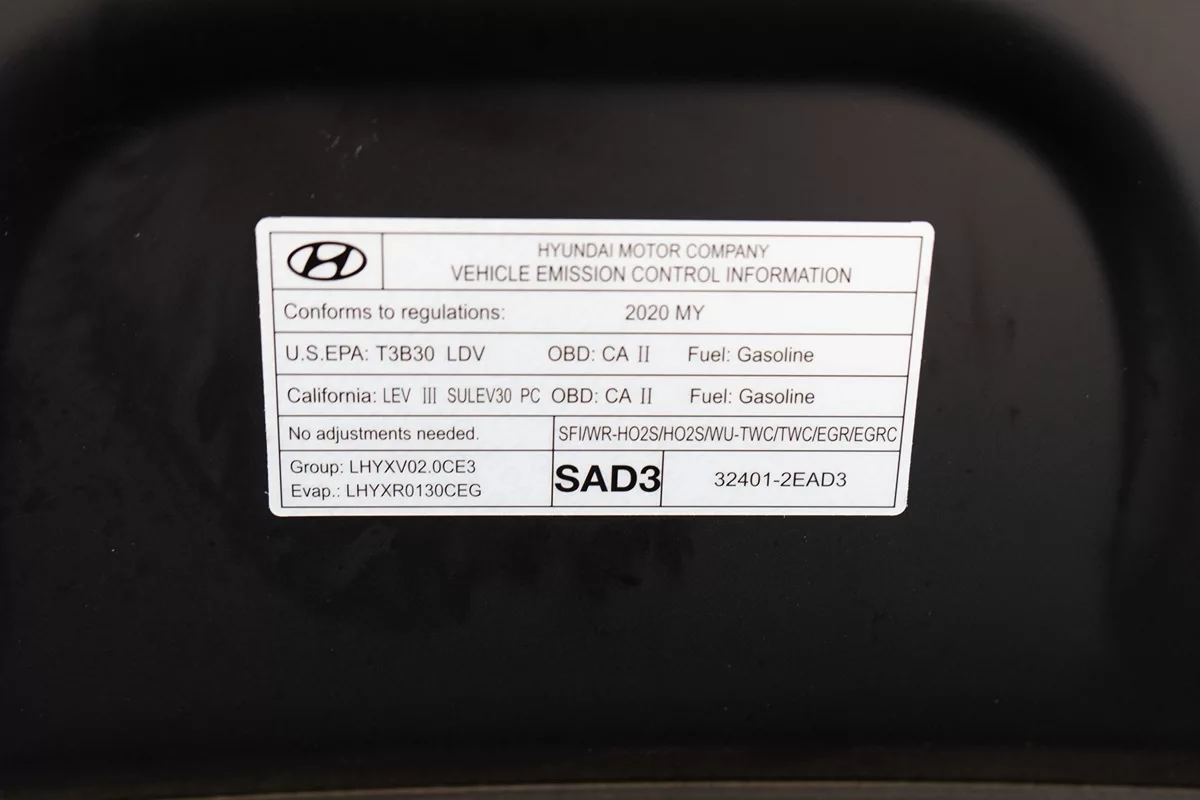 HYUNDAI MOTOR COMPANY
VEHICLE EMISSION CONTROL INFORMATION
Conforms to regulations: 2020 MY
U.S.EPA: T3B30 LDV OBD: CA II Fuel: Gasoline
California: LEV III SULEV30 PC OBD: CA II Fuel: Gasoline
No adjustments needed. SFI/WR-HO2S/HO2S/WU-TWC/TWC/EGR/EGRC
Group: LHYXV02.0CE3
Evap.: LHYXR0130CEG
SAD3 32401-2EAD3